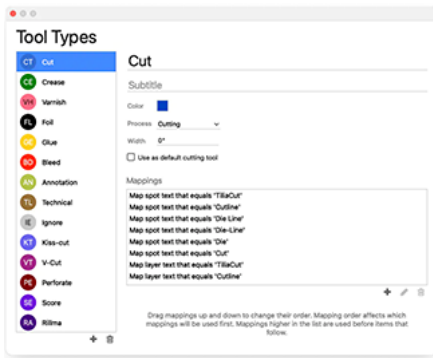 Tool Types
CT Cut
CE Crease
VH Varnish
FL Foil
GE Glue
BD Bleed
AN Annotation
TL Technical
IE Ignore
KT Kiss-cut
VT V-Cut
PE Perforate
SE Score
RA Rillma
Cut
Subtitle
Color
Process Cutting
Width 0"
Use as default cutting tool
Mappings
Map spot text that equals "TiliaCut"
Map spot text that equals "Cutline"
Map spot text that equals "Die Line"
Map spot text that equals "Die-Line"
Map spot text that equals "Die"
Map spot text that equals "Cut"
Map layer text that equals "TiliaCut"
Map layer text that equals "Cutline"
Drag mappings up and down to change their order. Mapping order affects which
mappings will be used first. Mappings higher in the list are used before items that
follow.